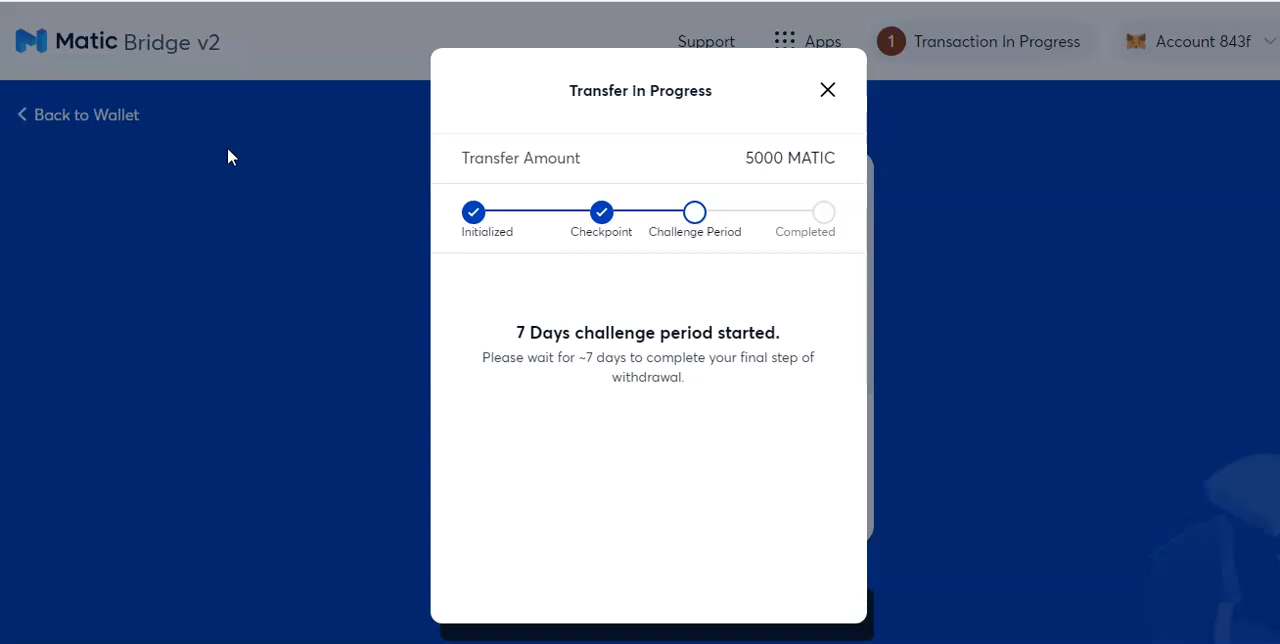 Matic Bridge v2
Support
Apps
1
Transaction In Progress
Account 843f
Back to Wallet
Transfer In Progress
Transfer Amount
5000 MATIC
Initialized
Checkpoint
Challenge Period
Completed
7 Days challenge period started.
Please wait for ~7 days to complete your final step of
withdrawal.